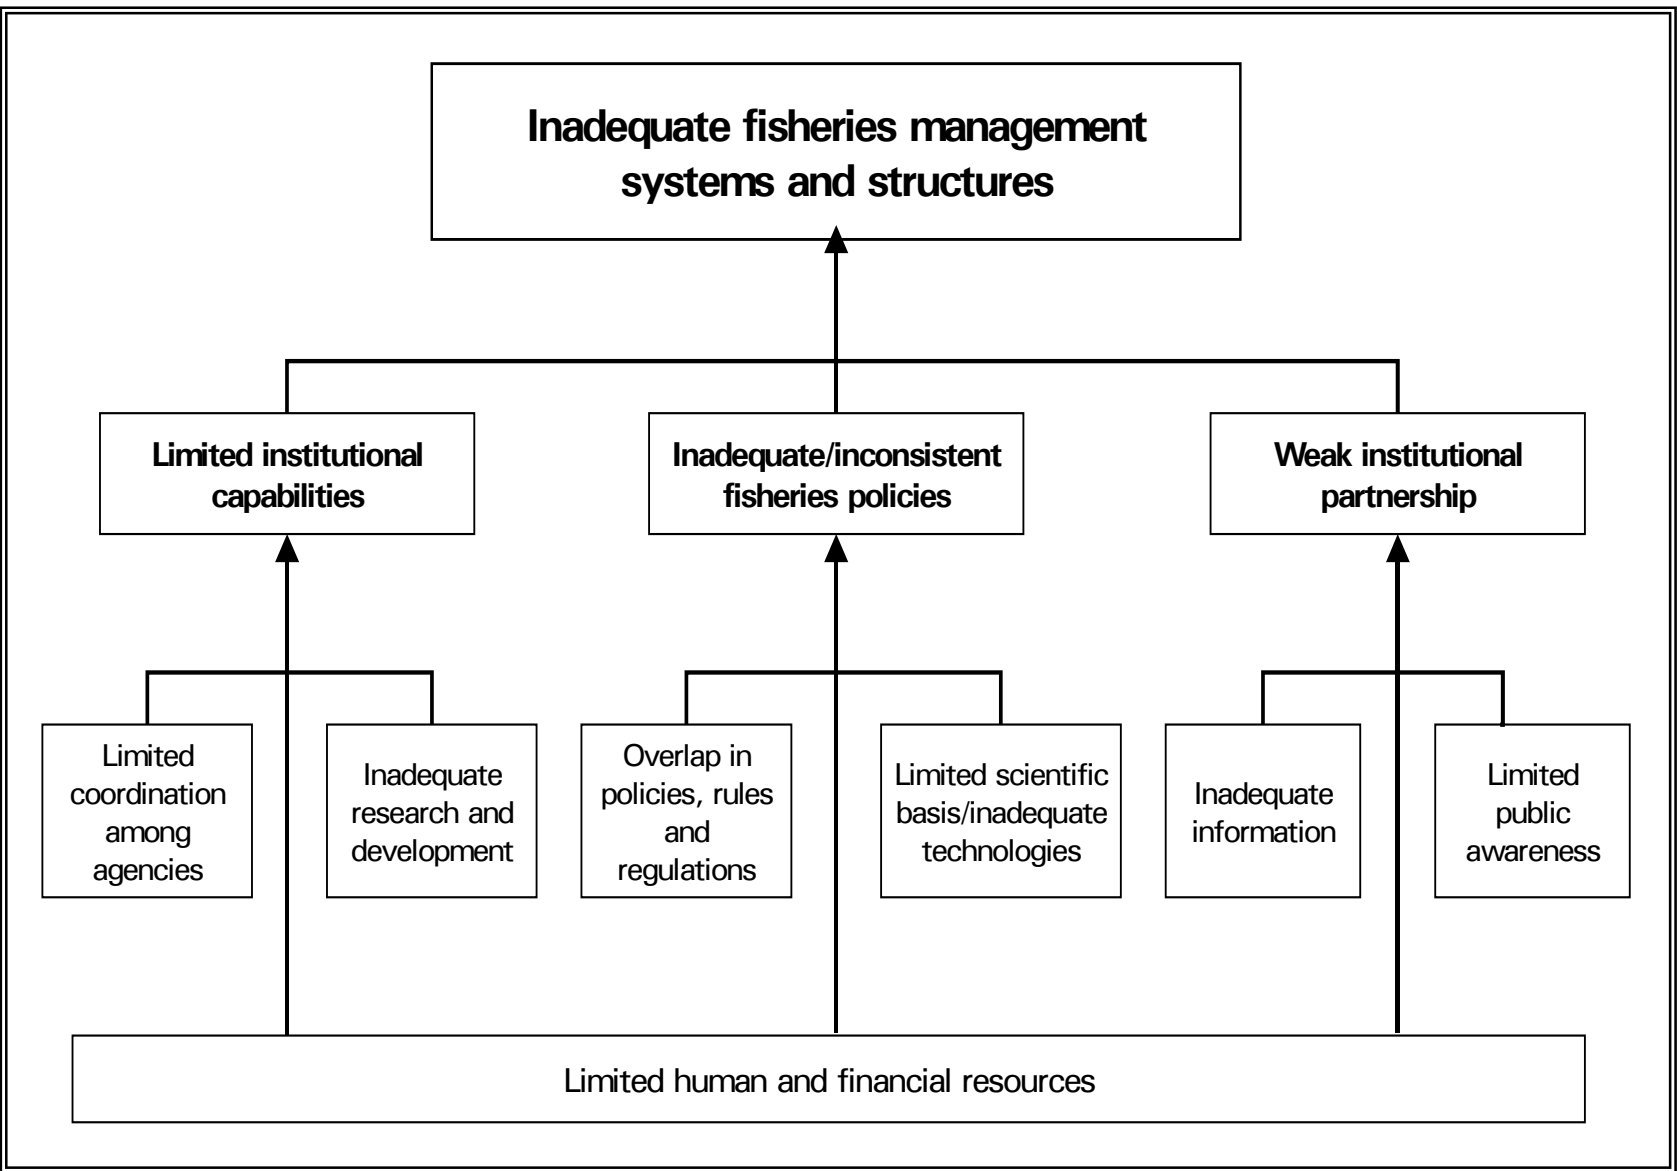 Inadequate fisheries management
systems and structures
Limited institutional
capabilities
Inadequate/inconsistent
fisheries policies
Weak institutional
partnership
Limited
coordination
among
agencies
Inadequate
research and
development
Overlap in
policies, rules
and
regulations
Limited scientific
basis/inadequate
technologies
Inadequate
information
Limited
public
awareness
Limited human and financial resources